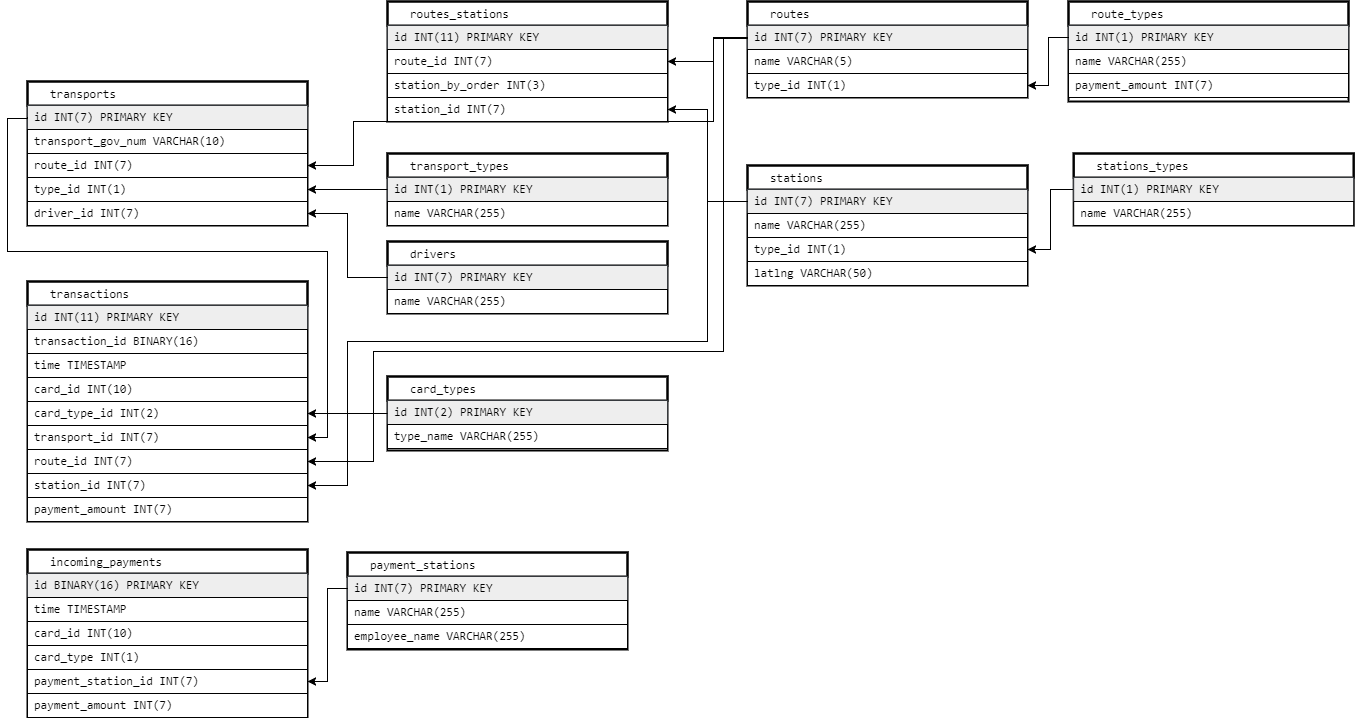 routes_stations
id INT(11) PRIMARY KEY
route_id INT(7)
station_by_order INT(3)
station_id INT(7)
routes
id INT(7) PRIMARY KEY
name VARCHAR(5)
type_id INT(1)
route_types
id INT(1) PRIMARY KEY
name VARCHAR(255)
payment_amount INT(7)
transports
id INT(7) PRIMARY KEY
transport_gov_num VARCHAR(10)
route_id INT(7)
type_id INT(1)
driver_id INT(7)
transport_types
id INT(1) PRIMARY KEY
name VARCHAR(255)
stations
id INT(7) PRIMARY KEY
name VARCHAR(255)
type_id INT(1)
latlng VARCHAR(50)
stations_types
id INT(1) PRIMARY KEY
name VARCHAR(255)
drivers
id INT(7) PRIMARY KEY
name VARCHAR(255)
transactions
id INT(11) PRIMARY KEY
transaction_id BINARY(16)
time TIMESTAMP
card_id INT(10)
card_type_id INT(2)
transport_id INT(7)
route_id INT(7)
station_id INT(7)
payment_amount INT(7)
card_types
id INT(2) PRIMARY KEY
type_name VARCHAR(255)
incoming_payments
id BINARY(16) PRIMARY KEY
time TIMESTAMP
card_id INT(10)
card_type INT(1)
payment_station_id INT(7)
payment_amount INT(7)
payment_stations
id INT(7) PRIMARY KEY
name VARCHAR(255)
employee_name VARCHAR(255)